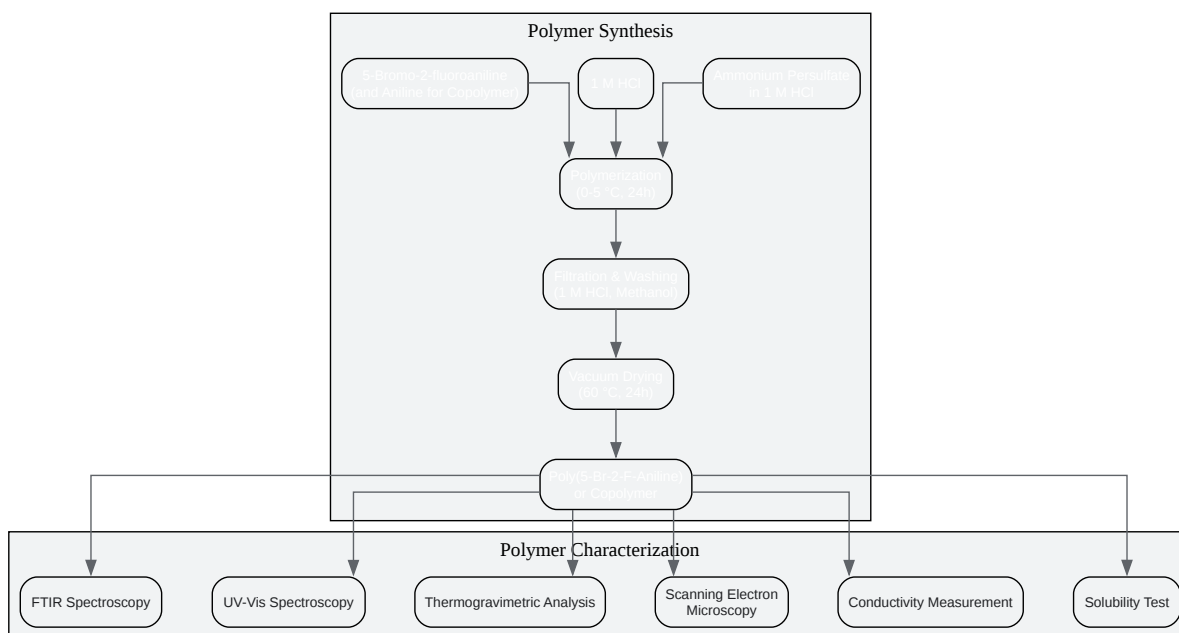 Polymer Synthesis
5-Bromo-2-fluoroaniline
(and Aniline for Copolymer)
1 M HCl
Ammonium Persulfate
in 1 M HCl
Polymerization
(0-5 °C, 24h)
Filtration & Washing
(1 M HCl, Methanol)
Vacuum Drying
(60 °C, 24h)
Poly(5-Br-2-F-Aniline)
or Copolymer
Polymer Characterization
FTIR Spectroscopy
UV-Vis Spectroscopy
Thermogravimetric Analysis
Scanning Electron
Microscopy
Conductivity Measurement
Solubility Test